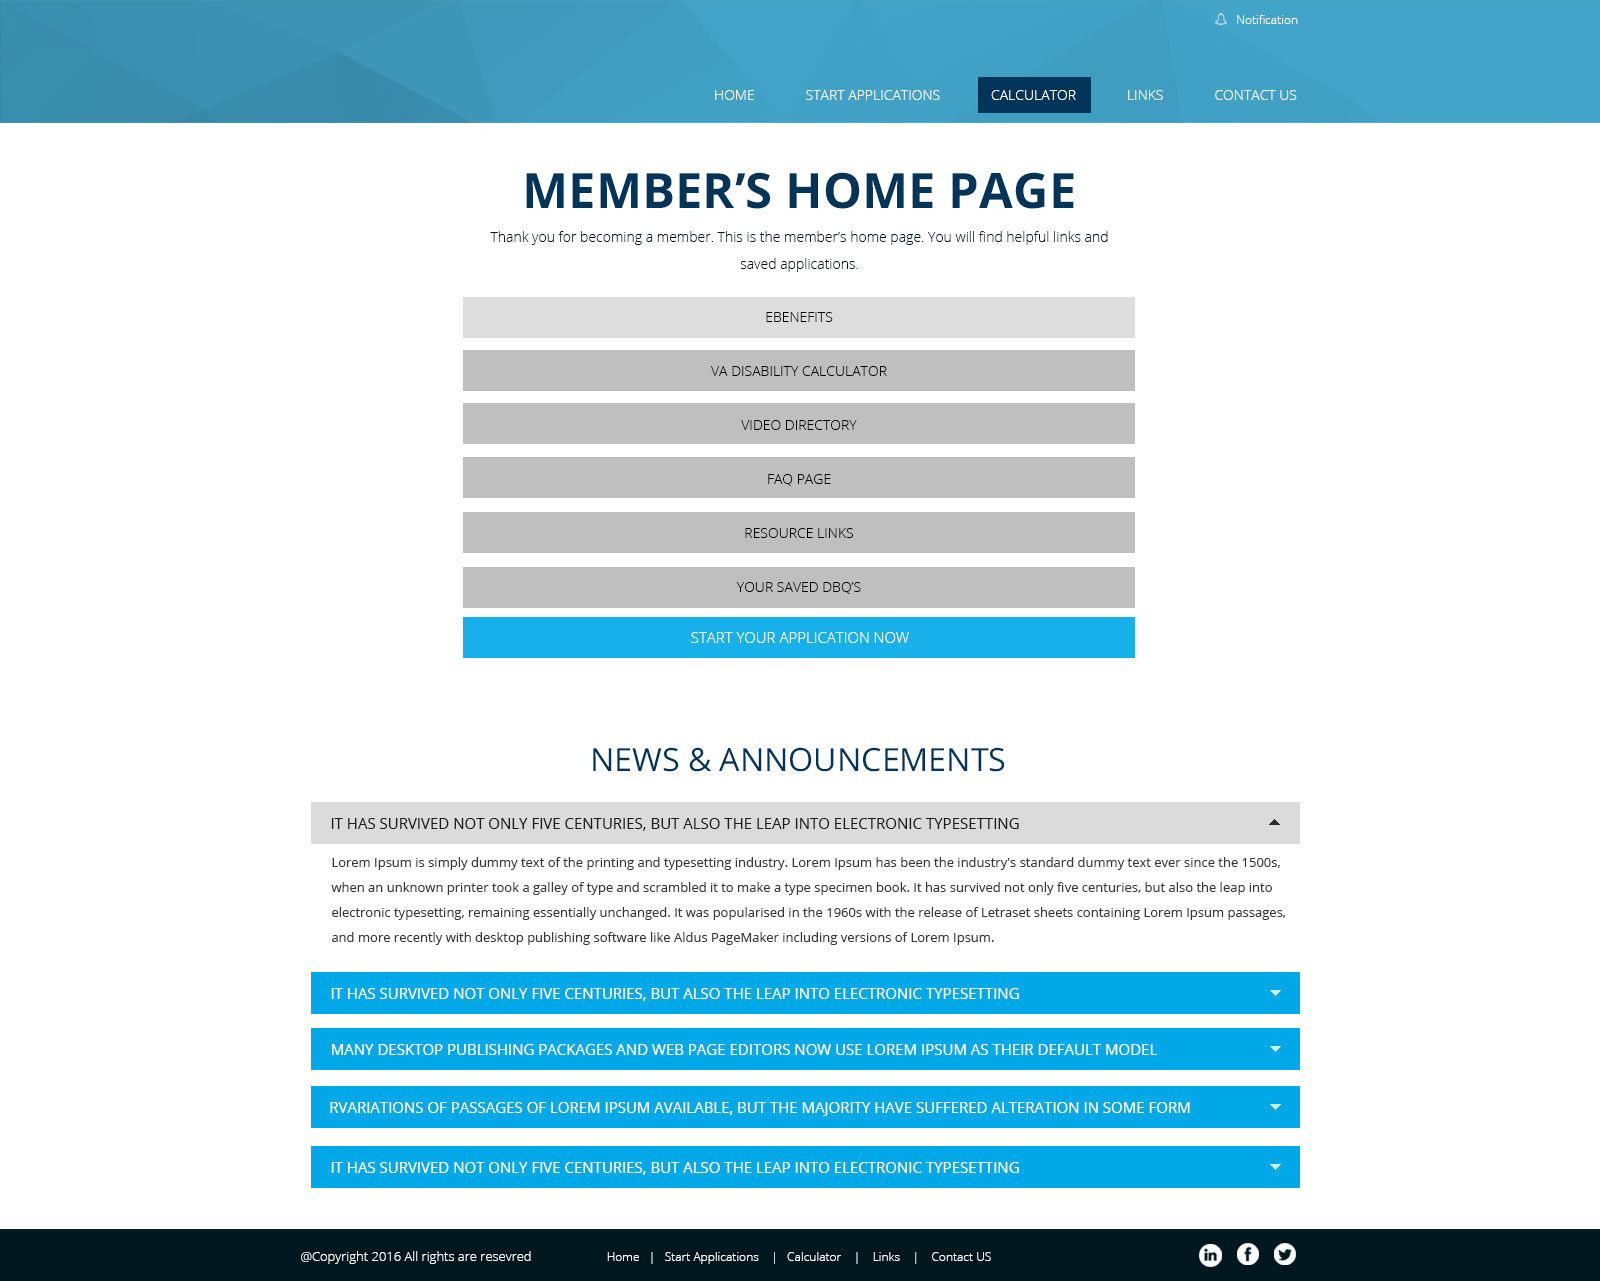 Notification
HOME START APPLICATIONS CALCULATOR LINKS CONTACT US
MEMBER’S HOME PAGE
Thank you for becoming a member. This is the member’s home page. You will find helpful links and
saved applications.
EBENEFITS
VA DISABILITY CALCULATOR
VIDEO DIRECTORY
FAQ PAGE
RESOURCE LINKS
YOUR SAVED DBQ’S
START YOUR APPLICATION NOW
NEWS & ANNOUNCEMENTS
IT HAS SURVIVED NOT ONLY FIVE CENTURIES, BUT ALSO THE LEAP INTO ELECTRONIC TYPESETTING
Lorem Ipsum is simply dummy text of the printing and typesetting industry. Lorem Ipsum has been the industry's standard dummy text ever since the 1500s,
when an unknown printer took a galley of type and scrambled it to make a type specimen book. It has survived not only five centuries, but also the leap into
electronic typesetting, remaining essentially unchanged. It was popularised in the 1960s with the release of Letraset sheets containing Lorem Ipsum passages,
and more recently with desktop publishing software like Aldus PageMaker including versions of Lorem Ipsum.
IT HAS SURVIVED NOT ONLY FIVE CENTURIES, BUT ALSO THE LEAP INTO ELECTRONIC TYPESETTING
MANY DESKTOP PUBLISHING PACKAGES AND WEB PAGE EDITORS NOW USE LOREM IPSUM AS THEIR DEFAULT MODEL
RVARIATIONS OF PASSAGES OF LOREM IPSUM AVAILABLE, BUT THE MAJORITY HAVE SUFFERED ALTERATION IN SOME FORM
IT HAS SURVIVED NOT ONLY FIVE CENTURIES, BUT ALSO THE LEAP INTO ELECTRONIC TYPESETTING
@Copyright 2016 All rights are resevred Home | Start Applications | Calculator | Links | Contact US